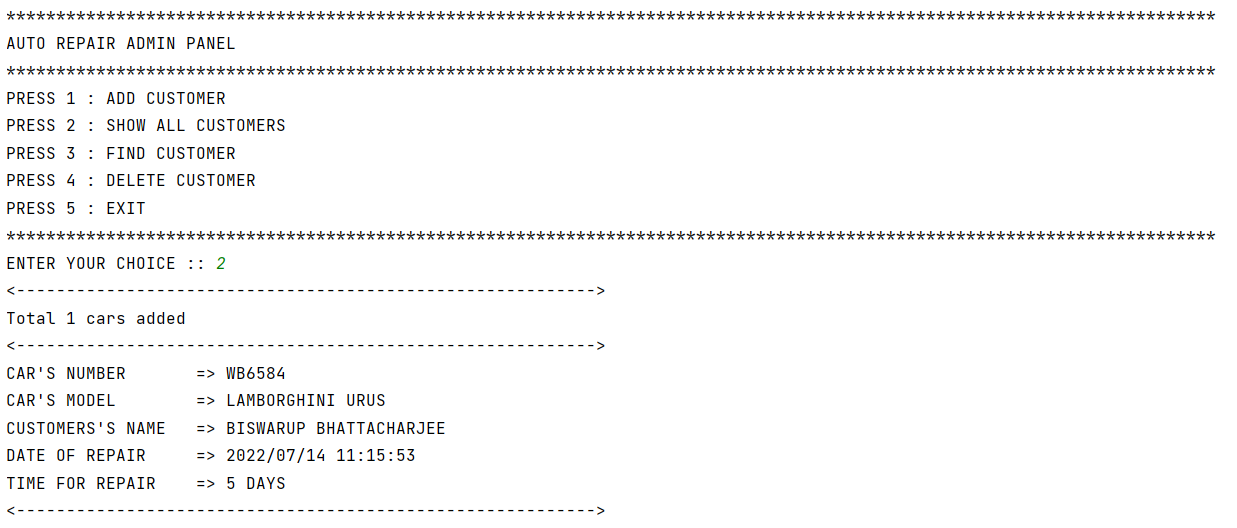 *************************************************************************************************************************
AUTO REPAIR ADMIN PANEL
*************************************************************************************************************************
PRESS 1 : ADD CUSTOMER
PRESS 2 : SHOW ALL CUSTOMERS
PRESS 3 : FIND CUSTOMER
PRESS 4 : DELETE CUSTOMER
PRESS 5 : EXIT
*************************************************************************************************************************
ENTER YOUR CHOICE :: 2
<---------------------------------------------------------->
Total 1 cars added
<---------------------------------------------------------->
CAR'S NUMBER       => WB6584
CAR'S MODEL        => LAMBORGHINI URUS
CUSTOMERS'S NAME   => BISWARUP BHATTACHARJEE
DATE OF REPAIR     => 2022/07/14 11:15:53
TIME FOR REPAIR    => 5 DAYS
<---------------------------------------------------------->